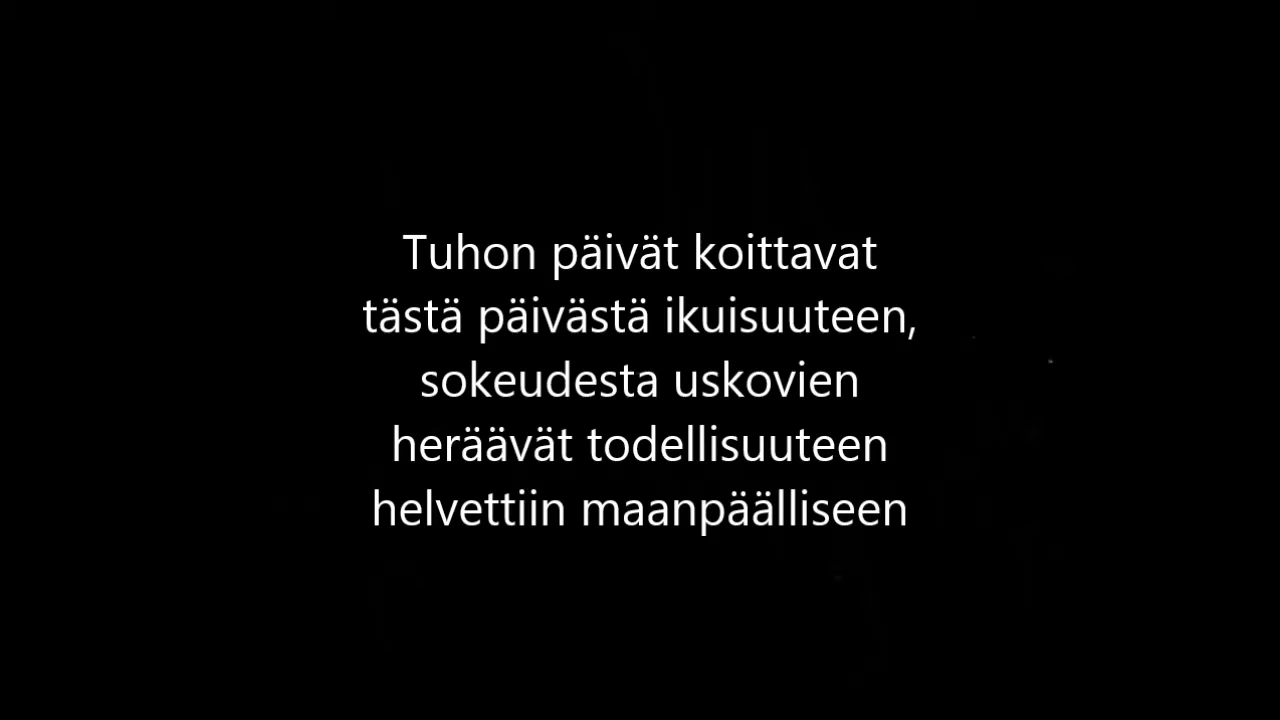 Tuhon päivät koittavat
tästä päivästä ikuisuuteen,
sokeudesta uskovien
heräävät todellisuuteen
helvettiin maanpäälliseen